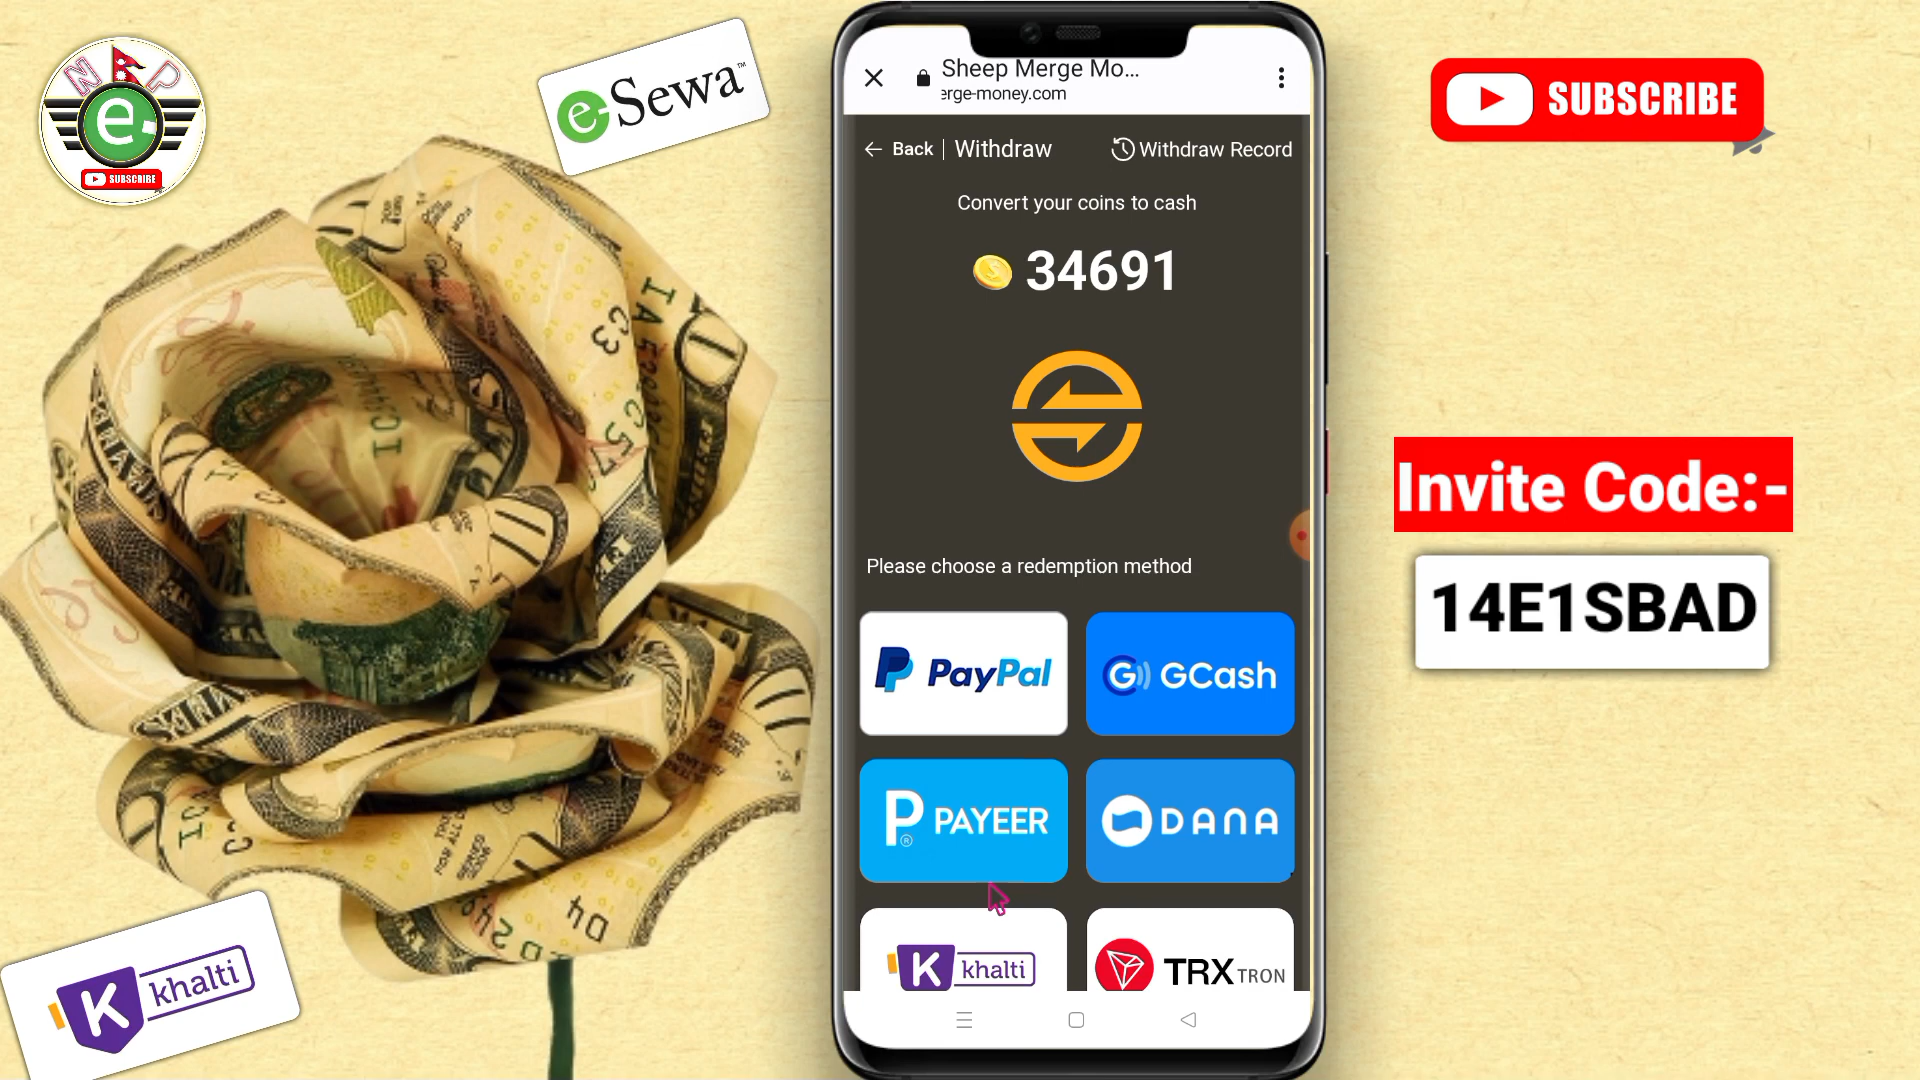 N P
e
SUBSCRIBE
e-Sewa™
SUBSCRIBE
Sheep Merge Mo...
erge-money.com
Back | Withdraw
Withdraw Record
Convert your coins to cash
34691
Please choose a redemption method
PayPal
GCash
P® PAYEER
DANA
K khalti
TRX TRON
Invite Code:-
14E1SBAD
K khalti